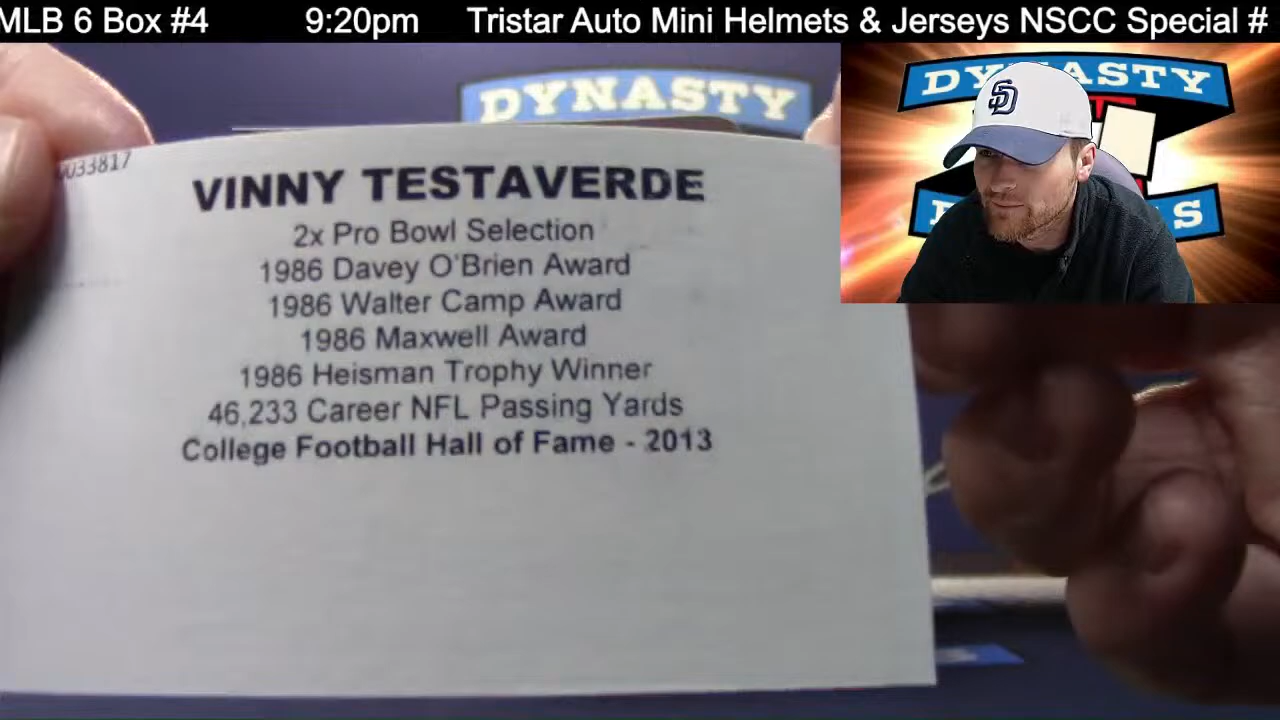 MLB 6 Box #4 9:20pm Tristar Auto Mini Helmets & Jerseys NSCC Special #
DYNASTY
DYNASTY
SD
S
033817
VINNY TESTAVERDE
2x Pro Bowl Selection
1986 Davey O'Brien Award
1986 Walter Camp Award
1986 Maxwell Award
1986 Heisman Trophy Winner
46,233 Career NFL Passing Yards
College Football Hall of Fame - 2013